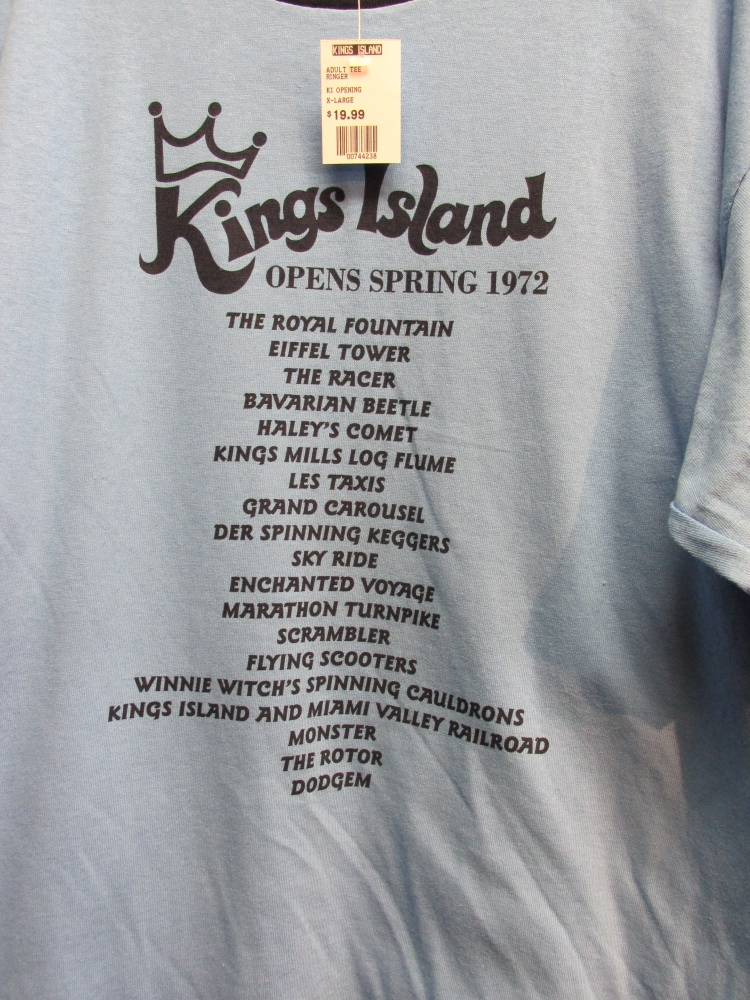 KINGS ISLAND
ADULT TEE
RINGER
KI OPENING
X-LARGE
$19.99
00744238
Kings Island
OPENS SPRING 1972
THE ROYAL FOUNTAIN
EIFFEL TOWER
THE RACER
BAVARIAN BEETLE
HALEY'S COMET
KINGS MILLS LOG FLUME
LES TAXIS
GRAND CAROUSEL
DER SPINNING KEGGERS
SKY RIDE
ENCHANTED VOYAGE
MARATHON TURNPIKE
SCRAMBLER
FLYING SCOOTERS
WINNIE WITCH'S SPINNING CAULDRONS
KINGS ISLAND AND MIAMI VALLEY RAILROAD
MONSTER
THE ROTOR
DODGEM